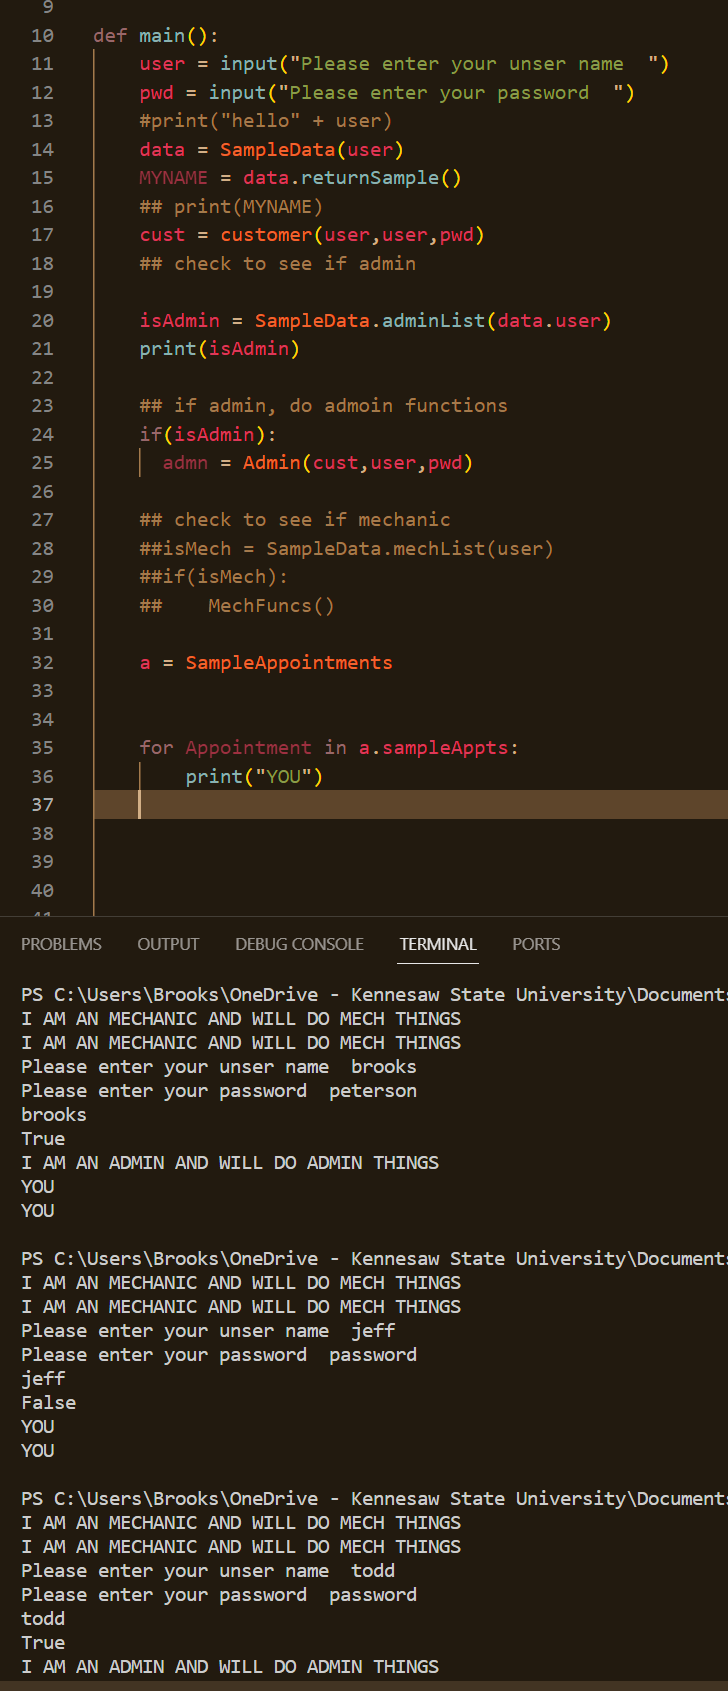 9
10 def main():
11 user = input("Please enter your unser name  ")
12 pwd = input("Please enter your password  ")
13 #print("hello" + user)
14 data = SampleData(user)
15 MYNAME = data.returnSample()
16 ## print(MYNAME)
17 cust = customer(user,user,pwd)
18 ## check to see if admin
19
20 isAdmin = SampleData.adminList(data.user)
21 print(isAdmin)
22
23 ## if admin, do admoin functions
24 if(isAdmin):
25 admn = Admin(cust,user,pwd)
26
27 ## check to see if mechanic
28 ##isMech = SampleData.mechList(user)
29 ##if(isMech):
30 ##    MechFuncs()
31
32 a = SampleAppointments
33
34
35 for Appointment in a.sampleAppts:
36 print("YOU")
37
38
39
40
41
PROBLEMS OUTPUT DEBUG CONSOLE TERMINAL PORTS
PS C:\Users\Brooks\OneDrive - Kennesaw State University\Documents
I AM AN MECHANIC AND WILL DO MECH THINGS
I AM AN MECHANIC AND WILL DO MECH THINGS
Please enter your unser name  brooks
Please enter your password  peterson
brooks
True
I AM AN ADMIN AND WILL DO ADMIN THINGS
YOU
YOU
PS C:\Users\Brooks\OneDrive - Kennesaw State University\Documents
I AM AN MECHANIC AND WILL DO MECH THINGS
I AM AN MECHANIC AND WILL DO MECH THINGS
Please enter your unser name  jeff
Please enter your password  password
jeff
False
YOU
YOU
PS C:\Users\Brooks\OneDrive - Kennesaw State University\Documents
I AM AN MECHANIC AND WILL DO MECH THINGS
I AM AN MECHANIC AND WILL DO MECH THINGS
Please enter your unser name  todd
Please enter your password  password
todd
True
I AM AN ADMIN AND WILL DO ADMIN THINGS